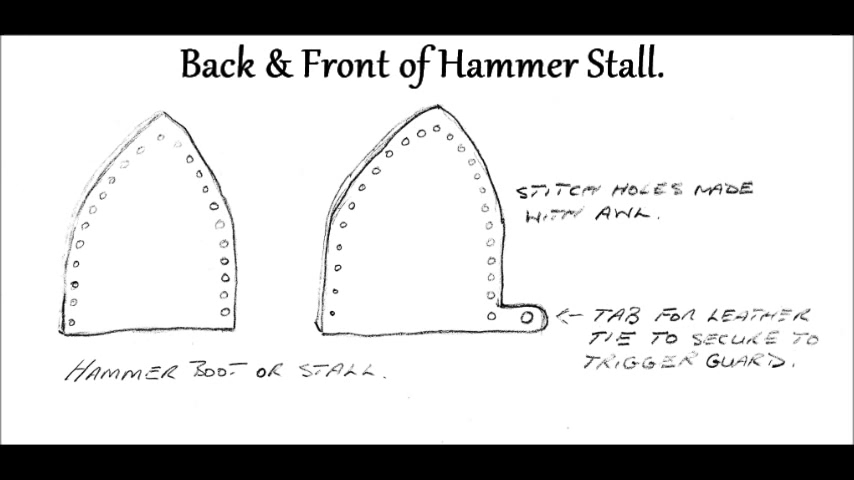 Back & Front of Hammer Stall.
STITCH HOLES MADE
WITH AWL.
TAB FOR LEATHER
TIE TO SECURE TO
TRIGGER GUARD.
HAMMER BOOT OR STALL.